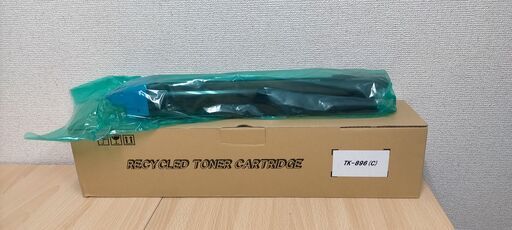 RECYCLED TONER CARTRIDGE
TK-896(C)